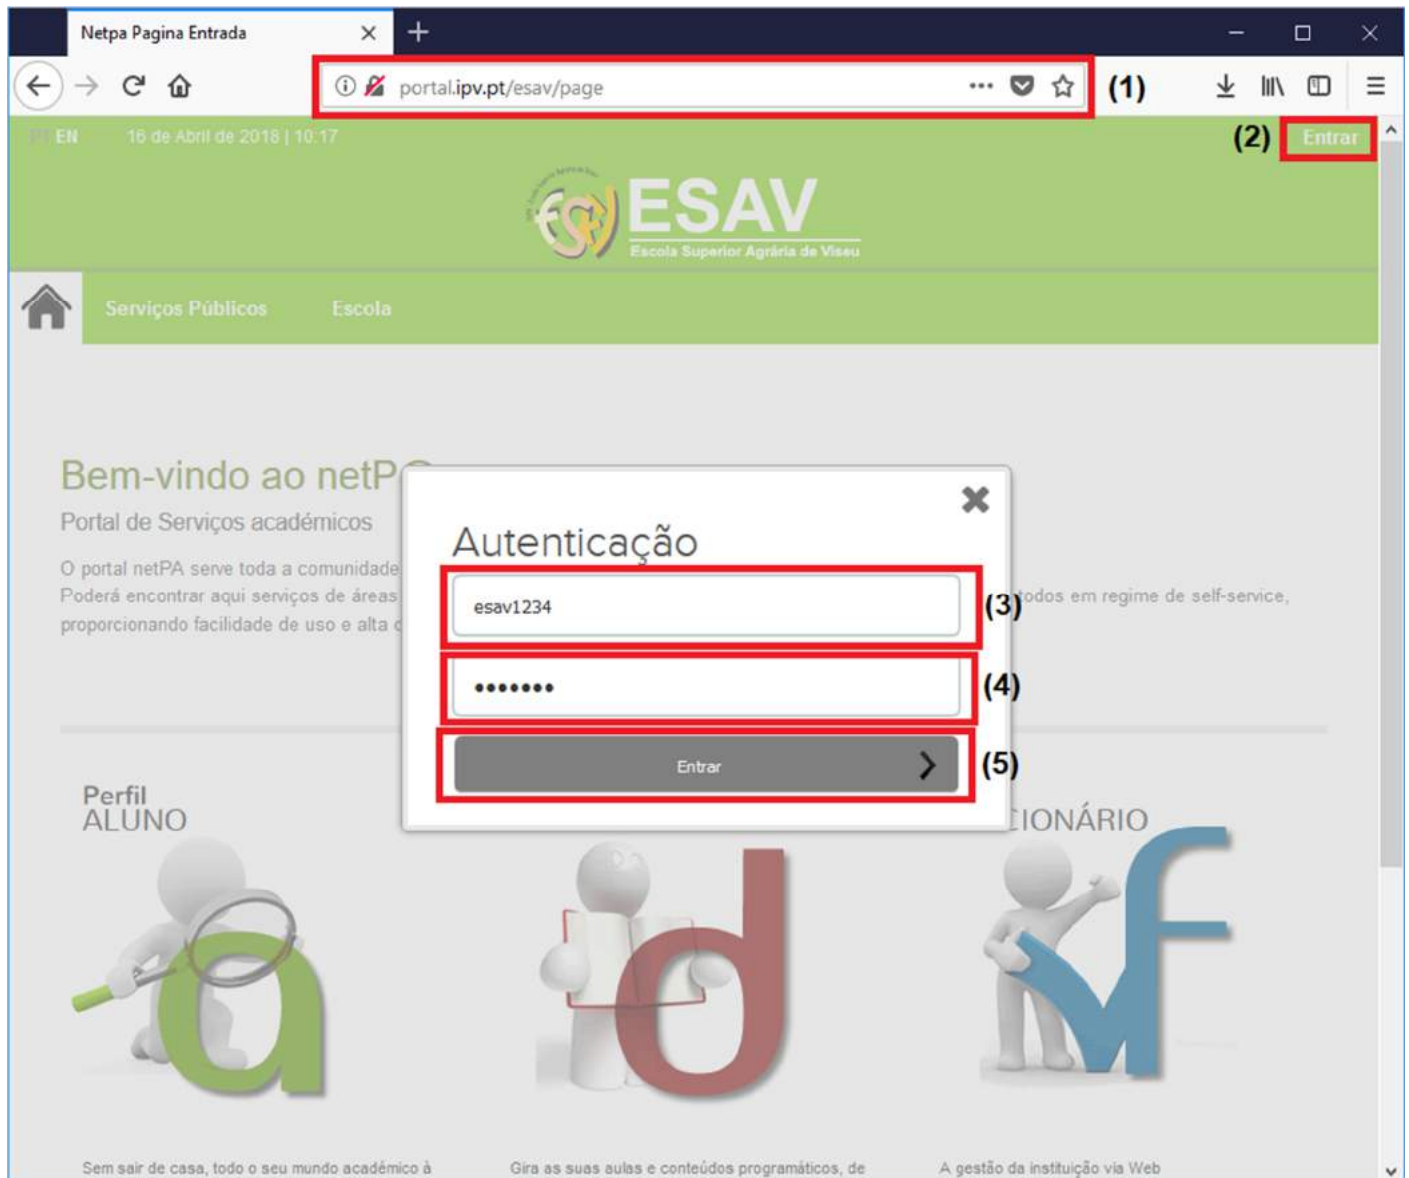 Netpa Pagina Entrada
portal.ipv.pt/esav/page
(1)
PT EN 16 de Abril de 2018 | 10:17
(2) Entrar
ESAV
Escola Superior Agrária de Viseu
Serviços Públicos Escola
Bem-vindo ao netP
Portal de Serviços académicos
O portal netPA serve toda a comunidade
Poderá encontrar aqui serviços de áreas
todos em regime de self-service,
proporcionando facilidade de uso e alta
Autenticação
esav1234
(3)
•••••••
(4)
Entrar
(5)
Perfil
ALUNO
CIONÁRIO
Sem sair de casa, todo o seu mundo académico à
Gira as suas aulas e conteúdos programáticos, de
A gestão da instituição via Web